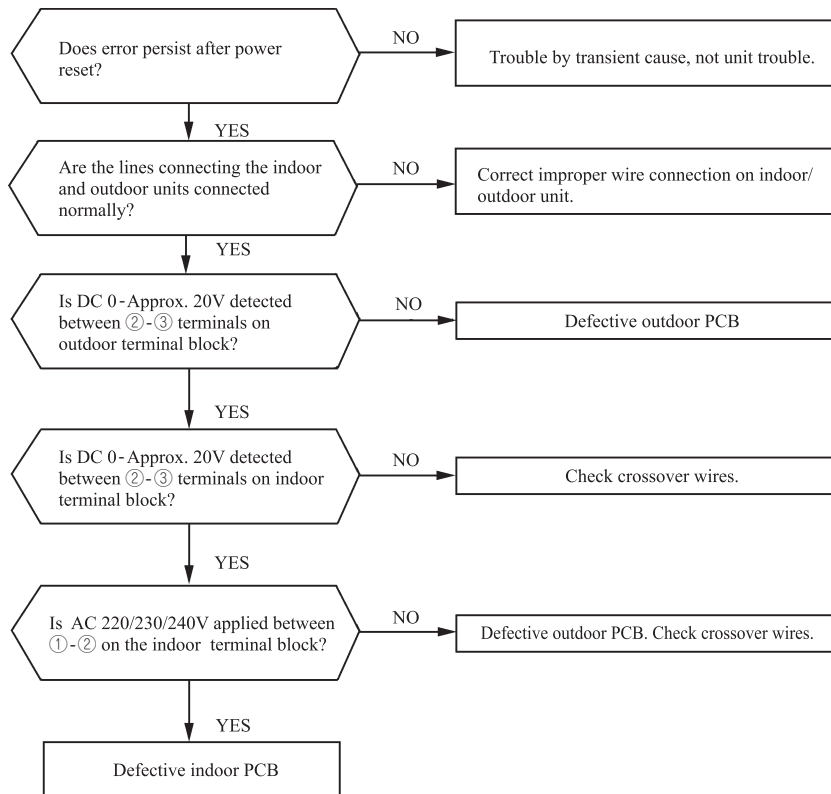 Does error persist after power
reset?
NO
Trouble by transient cause, not unit trouble.
YES
Are the lines connecting the indoor
and outdoor units connected
normally?
NO
Correct improper wire connection on indoor/
outdoor unit.
YES
Is DC 0-Approx. 20V detected
between ②-③ terminals on
outdoor terminal block?
NO
Defective outdoor PCB
YES
Is DC 0-Approx. 20V detected
between ②-③ terminals on indoor
terminal block?
NO
Check crossover wires.
YES
Is AC 220/230/240V applied between
①-② on the indoor terminal block?
NO
Defective outdoor PCB. Check crossover wires.
YES
Defective indoor PCB